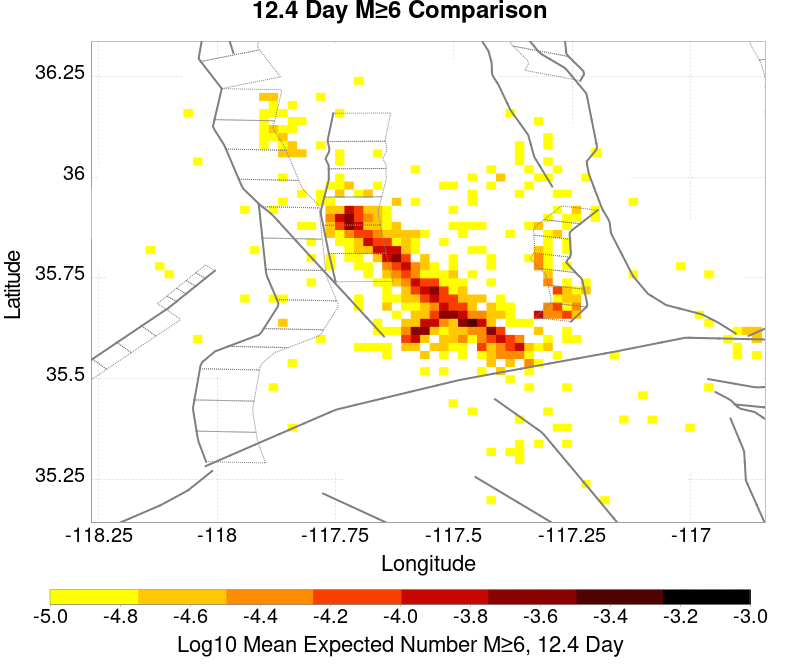 12.4 Day M≥6 Comparison
36.25
36
35.75
35.5
35.25
Latitude
-118.25 -118 -117.75 -117.5 -117.25 -117
Longitude
-5.0 -4.8 -4.6 -4.4 -4.2 -4.0 -3.8 -3.6 -3.4 -3.2 -3.0
Log10 Mean Expected Number M≥6, 12.4 Day